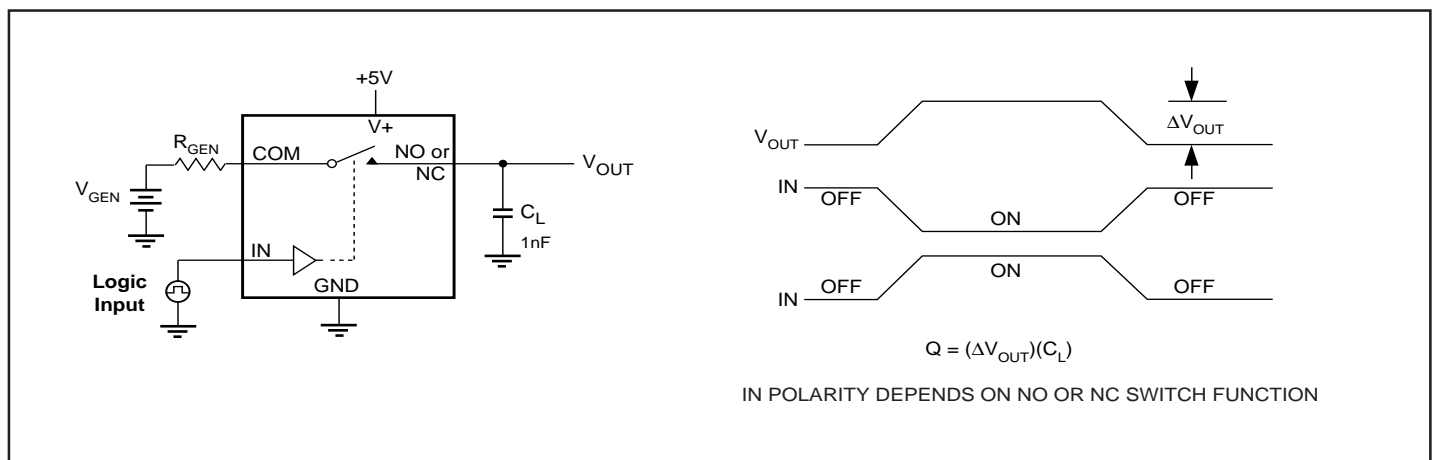 +5V
V+
RGEN
COM
NO or
NC
VOUT
VGEN
CL
1nF
IN
Logic
Input
GND
VOUT
ΔVOUT
IN
OFF
ON
OFF
IN
OFF
ON
OFF
Q = (ΔVOUT)(CL)
IN POLARITY DEPENDS ON NO OR NC SWITCH FUNCTION